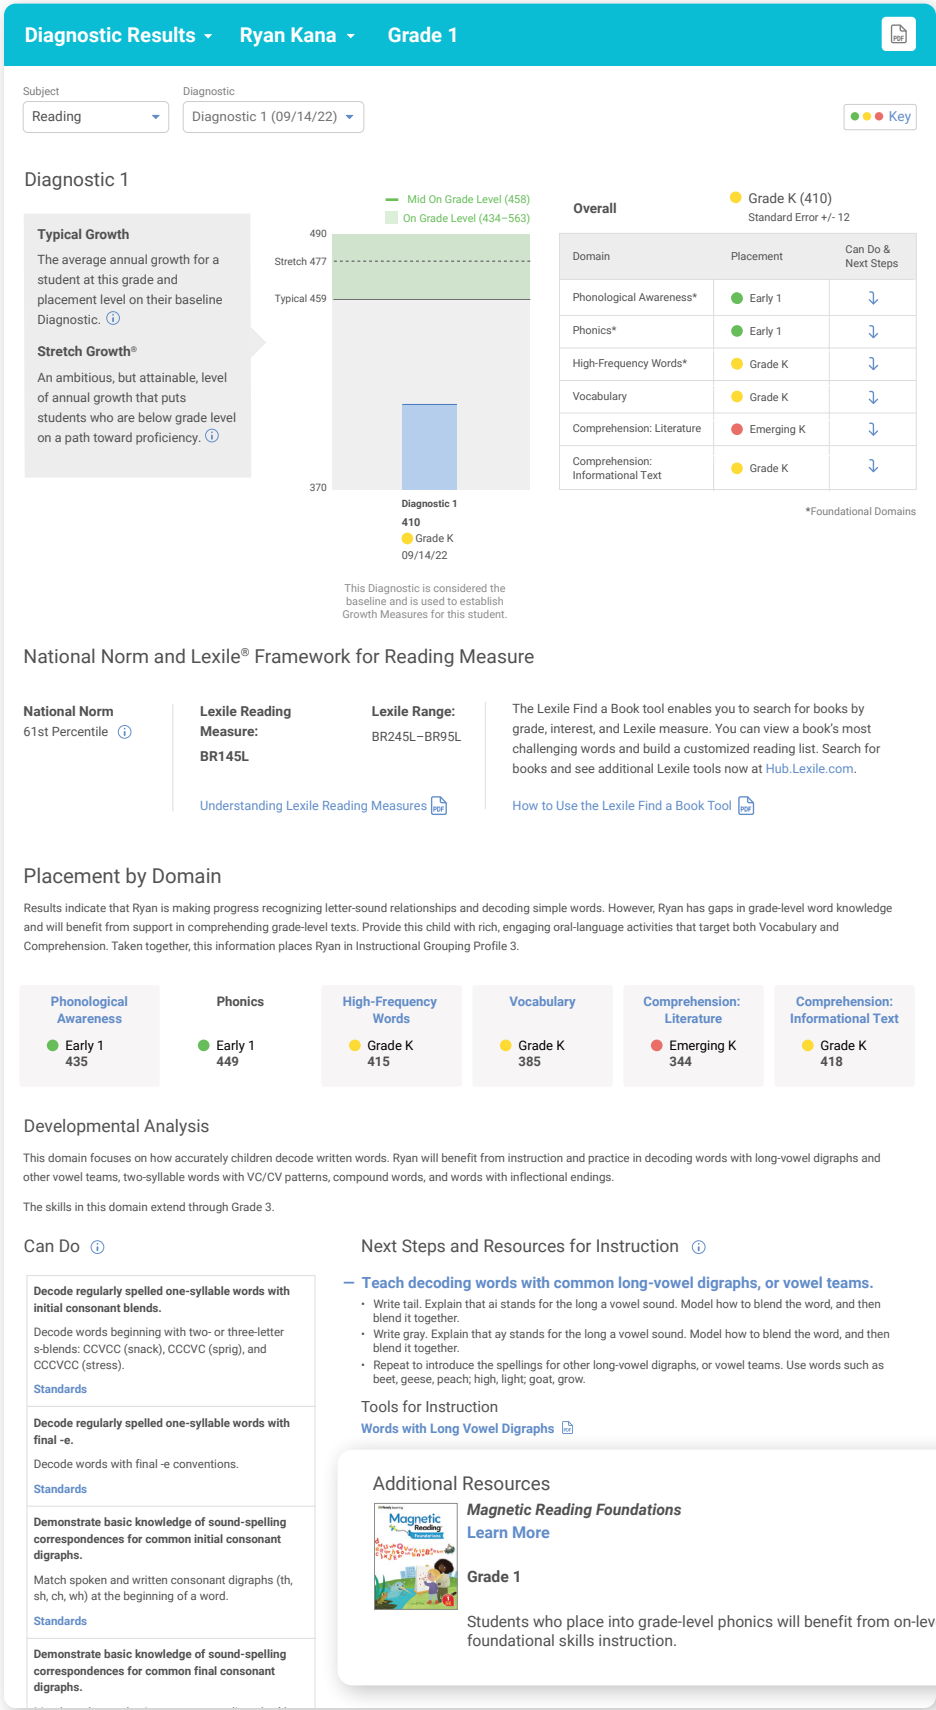 Diagnostic Results Ryan Kana Grade 1
PDF
Subject
Reading
Diagnostic
Diagnostic 1 (09/14/22)
Key
Diagnostic 1
Typical Growth
The average annual growth for a
student at this grade and
placement level on their baseline
Diagnostic.
Stretch Growth®
An ambitious, but attainable, level
of annual growth that puts
students who are below grade level
on a path toward proficiency.
Mid On Grade Level (458)
On Grade Level (434–563)
490
Stretch 477
Typical 459
370
Diagnostic 1
410
Grade K
09/14/22
This Diagnostic is considered the
baseline and is used to establish
Growth Measures for this student.
Overall
Grade K (410)
Standard Error +/- 12
Domain Placement Can Do &
Next Steps
Phonological Awareness* Early 1
Phonics* Early 1
High-Frequency Words* Grade K
Vocabulary Grade K
Comprehension: Literature Emerging K
Comprehension:
Informational Text Grade K
*Foundational Domains
National Norm and Lexile® Framework for Reading Measure
National Norm
61st Percentile
Lexile Reading
Measure:
BR145L
Lexile Range:
BR245L–BR95L
Understanding Lexile Reading Measures PDF
The Lexile Find a Book tool enables you to search for books by
grade, interest, and Lexile measure. You can view a book's most
challenging words and build a customized reading list. Search for
books and see additional Lexile tools now at Hub.Lexile.com.
How to Use the Lexile Find a Book Tool PDF
Placement by Domain
Results indicate that Ryan is making progress recognizing letter-sound relationships and decoding simple words. However, Ryan has gaps in grade-level word knowledge
and will benefit from support in comprehending grade-level texts. Provide this child with rich, engaging oral-language activities that target both Vocabulary and
Comprehension. Taken together, this information places Ryan in Instructional Grouping Profile 3.
Phonological
Awareness
Early 1
435
Phonics
Early 1
449
High-Frequency
Words
Grade K
415
Vocabulary
Grade K
385
Comprehension:
Literature
Emerging K
344
Comprehension:
Informational Text
Grade K
418
Developmental Analysis
This domain focuses on how accurately children decode written words. Ryan will benefit from instruction and practice in decoding words with long-vowel digraphs and
other vowel teams, two-syllable words with VC/CV patterns, compound words, and words with inflectional endings.
The skills in this domain extend through Grade 3.
Can Do
Decode regularly spelled one-syllable words with
initial consonant blends.
Decode words beginning with two- or three-letter
s-blends: CCVCC (snack), CCCVC (sprig), and
CCCVCC (stress).
Standards
Decode regularly spelled one-syllable words with
final -e.
Decode words with final -e conventions.
Standards
Demonstrate basic knowledge of sound-spelling
correspondences for common initial consonant
digraphs.
Match spoken and written consonant digraphs (th,
sh, ch, wh) at the beginning of a word.
Standards
Demonstrate basic knowledge of sound-spelling
correspondences for common final consonant
digraphs.
Next Steps and Resources for Instruction
– Teach decoding words with common long-vowel digraphs, or vowel teams.
• Write tail. Explain that ai stands for the long a vowel sound. Model how to blend the word, and then
blend it together.
• Write gray. Explain that ay stands for the long a vowel sound. Model how to blend the word, and then
blend it together.
• Repeat to introduce the spellings for other long-vowel digraphs, or vowel teams. Use words such as
beet, geese, peach; high, light; goat, grow.
Tools for Instruction
Words with Long Vowel Digraphs
Additional Resources
Magnetic
Reading
Foundations
Magnetic Reading Foundations
Learn More
Grade 1
Students who place into grade-level phonics will benefit from on-lev
foundational skills instruction.